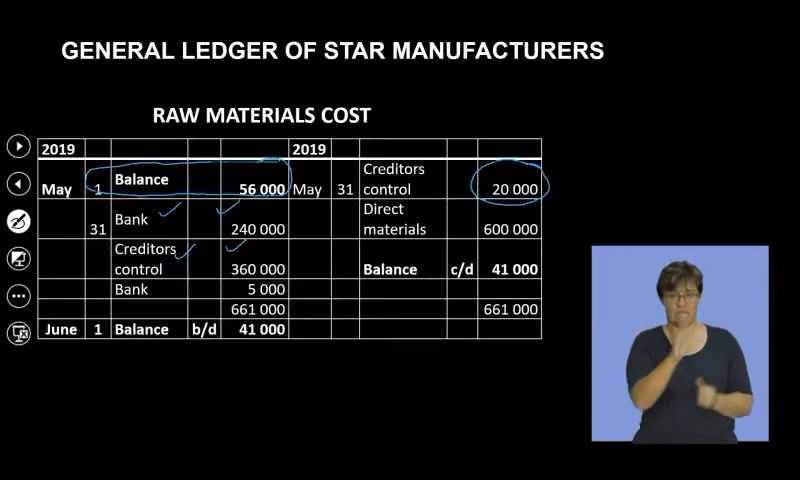 GENERAL LEDGER OF STAR MANUFACTURERS
RAW MATERIALS COST
2019 2019
May 1 Balance 56 000 May 31 Creditors control 20 000
31 Bank 240 000 Direct materials 600 000
Creditors control 360 000 Balance c/d 41 000
Bank 5 000
661 000 661 000
June 1 Balance b/d 41 000